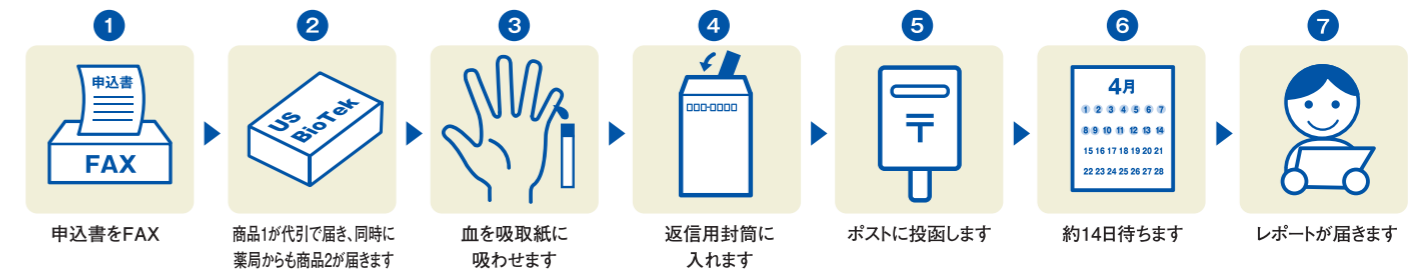 1
申込書
FAX
申込書をFAX
2
US
BioTek
商品1が代引で届き、同時に
薬局からも商品2が届きます
3
血を吸取紙に
吸わせます
4
□□□-□□□□
返信用封筒に
入れます
5
〒
ポストに投函します
6
4月
1 2 3 4 5 6 7
8 9 10 11 12 13 14
15 16 17 18 19 20 21
22 23 24 25 26 27 28
約14日待ちます
7
レポートが届きます